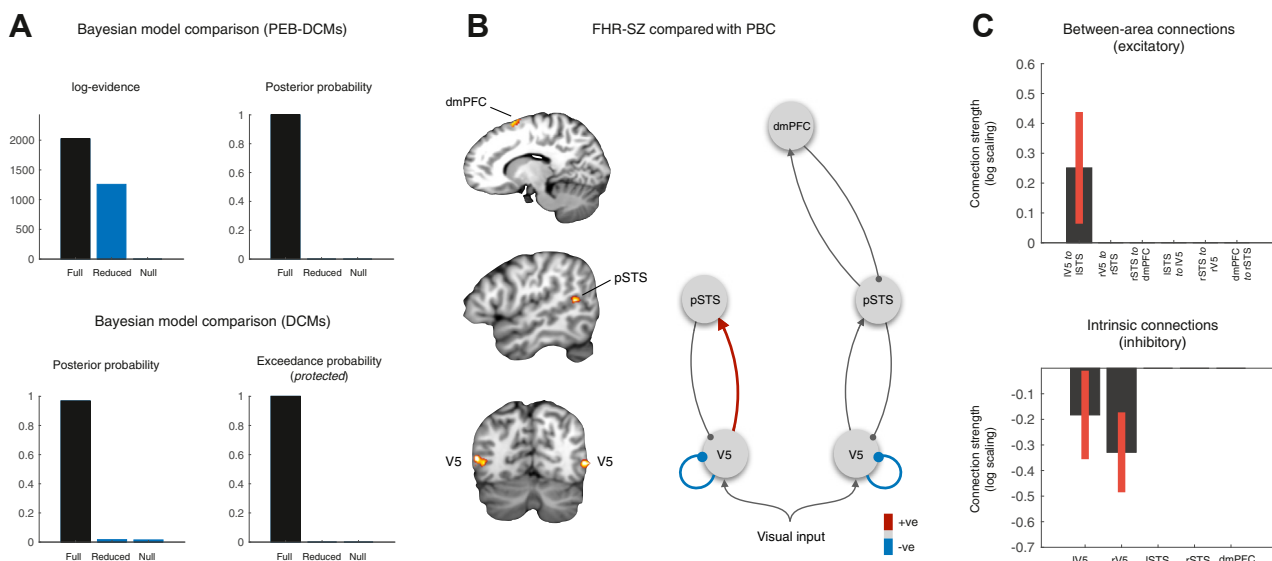 A
Bayesian model comparison (PEB-DCMs)
log-evidence
2000
1500
1000
500
0
Full
Reduced
Null
Posterior probability
1
0.8
0.6
0.4
0.2
0
Full
Reduced
Null
Bayesian model comparison (DCMs)
Posterior probability
1
0.8
0.6
0.4
0.2
0
Full
Reduced
Null
Exceedance probability
(protected)
1
0.8
0.6
0.4
0.2
0
Full
Reduced
Null
B
FHR-SZ compared with PBC
dmPFC
pSTS
V5
V5
dmPFC
pSTS
pSTS
V5
V5
Visual input
+ve
-ve
C
Between-area connections
(excitatory)
Connection strength
(log scaling)
0.6
0.5
0.4
0.3
0.2
0.1
0
lV5 to
lSTS
rV5 to
rSTS
rSTS to
dmPFC
lSTS
to lV5
rSTS to
rV5
dmPFC
to rSTS
Intrinsic connections
(inhibitory)
Connection strength
(log scaling)
-0.1
-0.2
-0.3
-0.4
-0.5
-0.6
-0.7
lV5
rV5
lSTS
rSTS
dmPFC